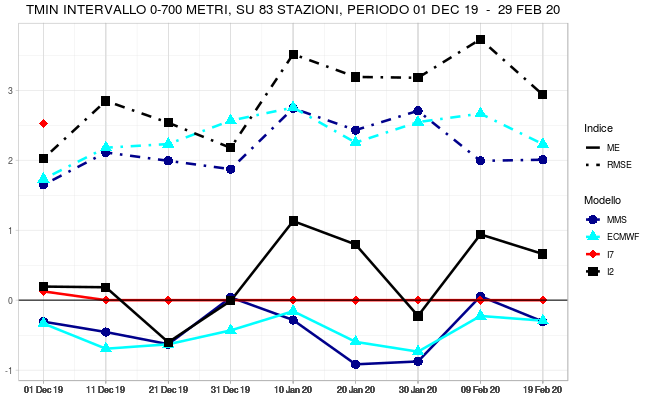 TMIN INTERVALLO 0-700 METRI, SU 83 STAZIONI, PERIODO 01 DEC 19 - 29 FEB 20
3
2
1
0
-1
01 Dec 19 11 Dec 19 21 Dec 19 31 Dec 19 10 Jan 20 20 Jan 20 30 Jan 20 09 Feb 20 19 Feb 20
Indice
ME
RMSE
Modello
MMS
ECMWF
I7
I2